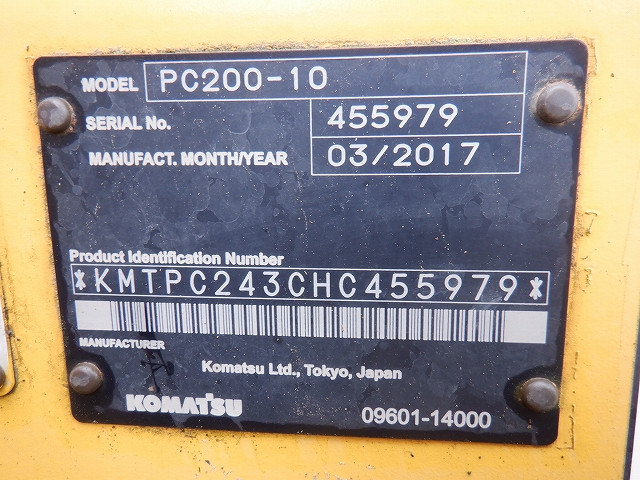 MODEL PC200-10
SERIAL No. 455979
MANUFACT. MONTH/YEAR 03/2017
Product Identification Number
*KMTPC243CHC455979*
MANUFACTURER
Komatsu Ltd., Tokyo, Japan
KOMATSU 09601-14000